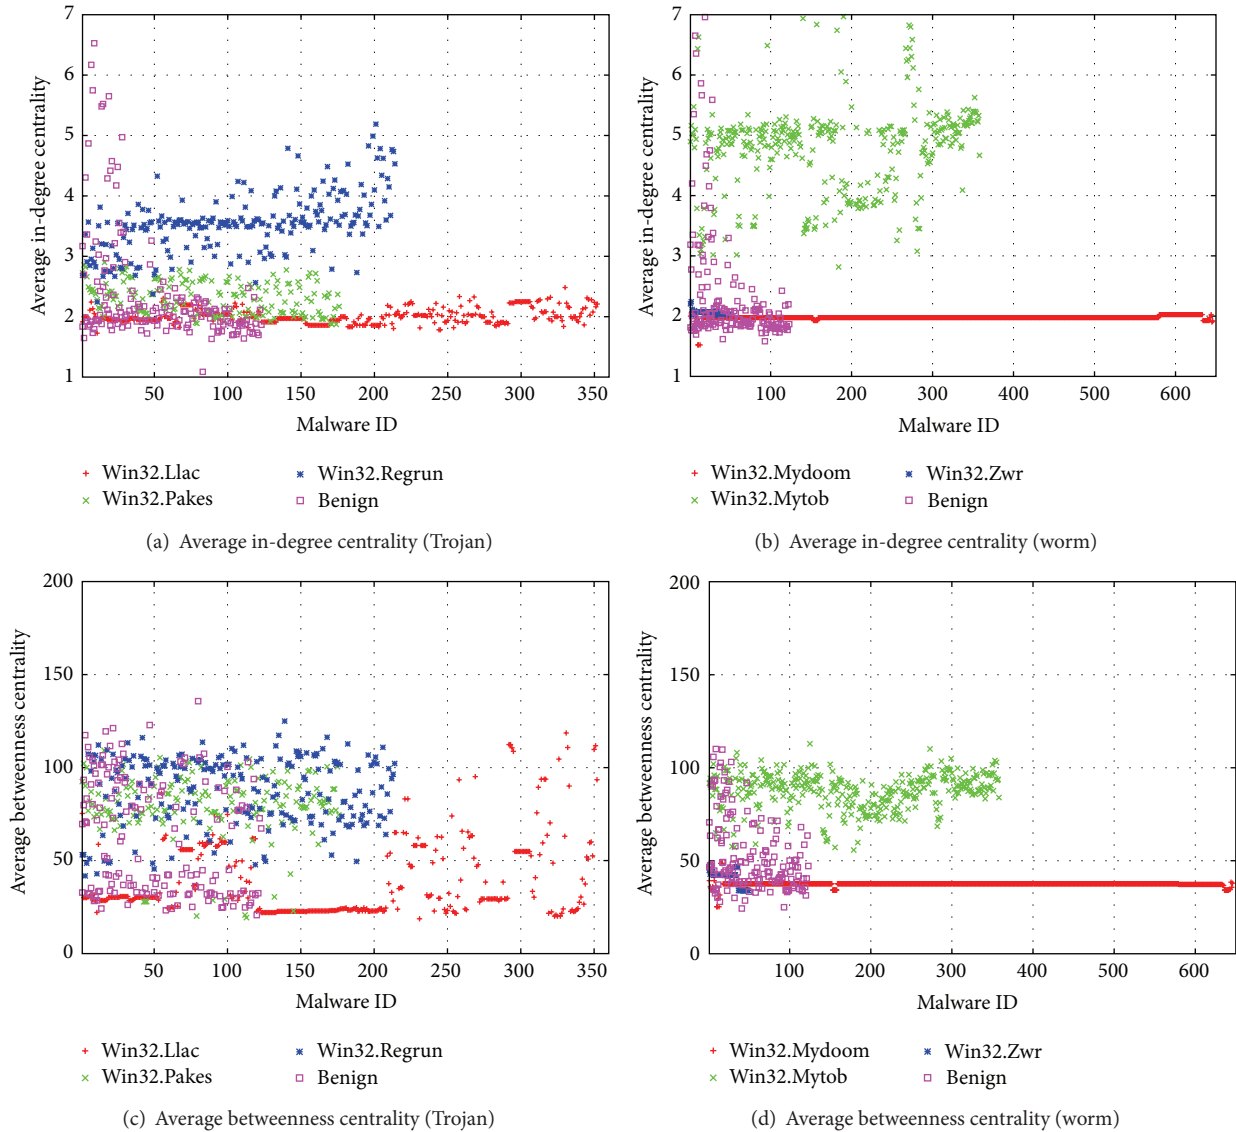 7
6
5
4
3
2
1
Average in-degree centrality
50 100 150 200 250 300 350
Malware ID
Win32.Llac Win32.Regrun
Win32.Pakes Benign
(a) Average in-degree centrality (Trojan)
7
6
5
4
3
2
1
Average in-degree centrality
100 200 300 400 500 600
Malware ID
Win32.Mydoom Win32.Zwr
Win32.Mytob Benign
(b) Average in-degree centrality (worm)
200
150
100
50
0
Average betweenness centrality
50 100 150 200 250 300 350
Malware ID
Win32.Llac Win32.Regrun
Win32.Pakes Benign
(c) Average betweenness centrality (Trojan)
200
150
100
50
0
Average betweenness centrality
100 200 300 400 500 600
Malware ID
Win32.Mydoom Win32.Zwr
Win32.Mytob Benign
(d) Average betweenness centrality (worm)